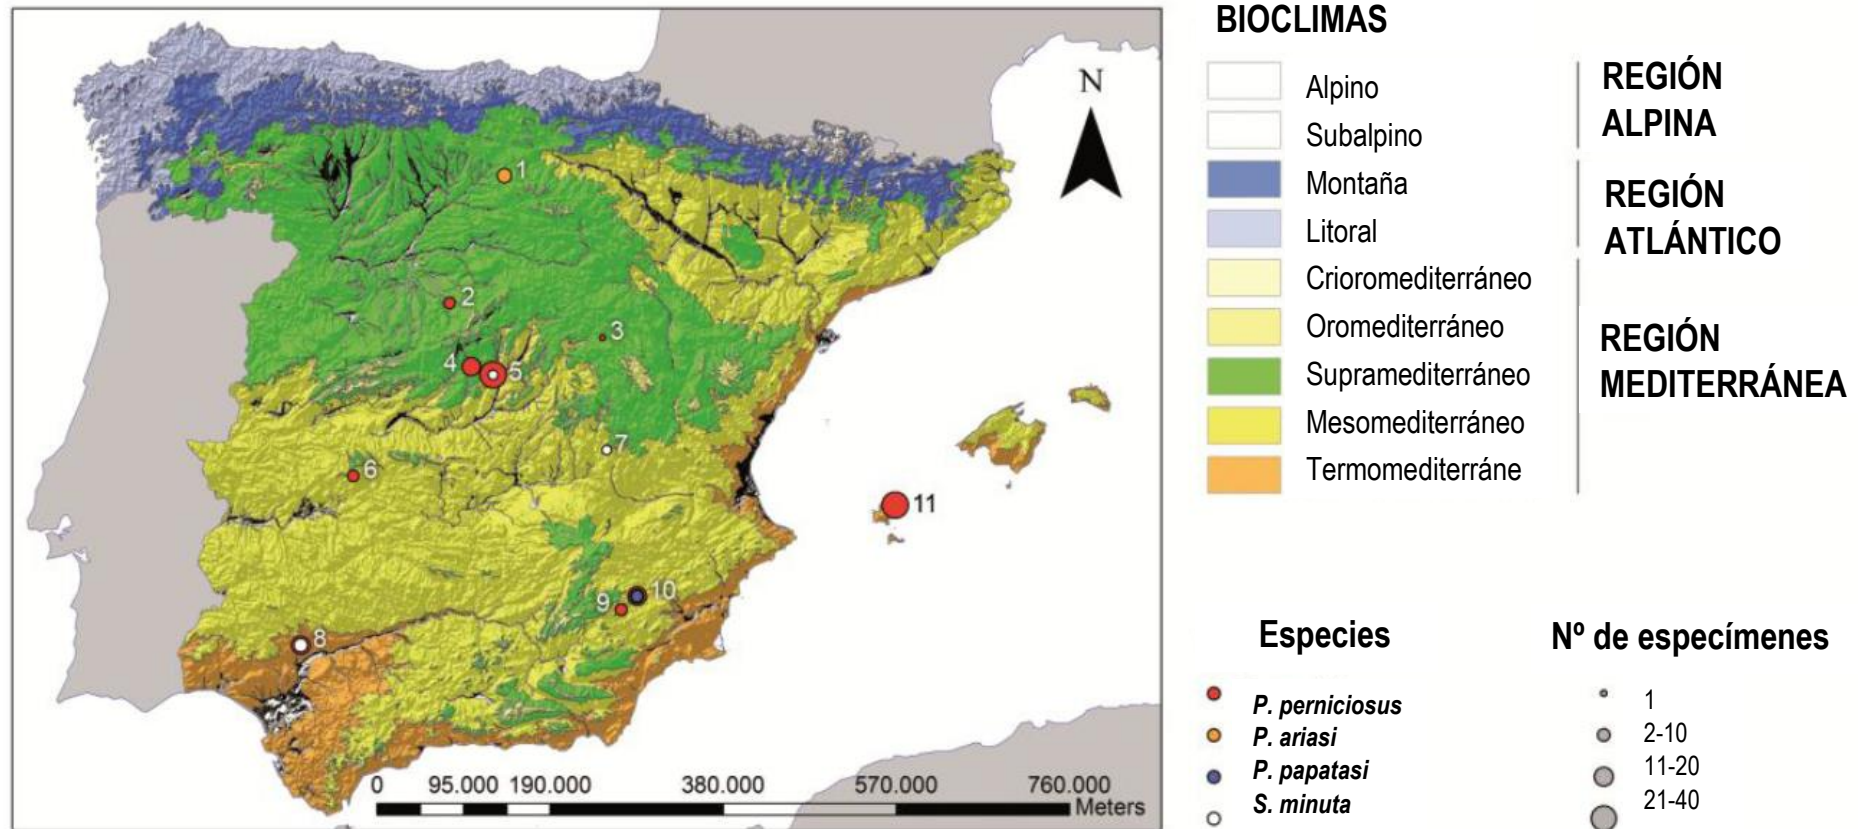 BIOCLIMAS
Alpino
Subalpino
Montaña
Litoral
Crioromediterráneo
Oromediterráneo
Supramediterráneo
Mesomediterráneo
Termomediterráne
REGIÓN
ALPINA
REGIÓN
ATLÁNTICO
REGIÓN
MEDITERRÁNEA
N
1
2
3
4
5
6
7
8
9
10
11
0
95.000
190.000
380.000
570.000
760.000
Meters
Especies
P. perniciosus
P. ariasi
P. papatasi
S. minuta
Nº de especímenes
1
2-10
11-20
21-40